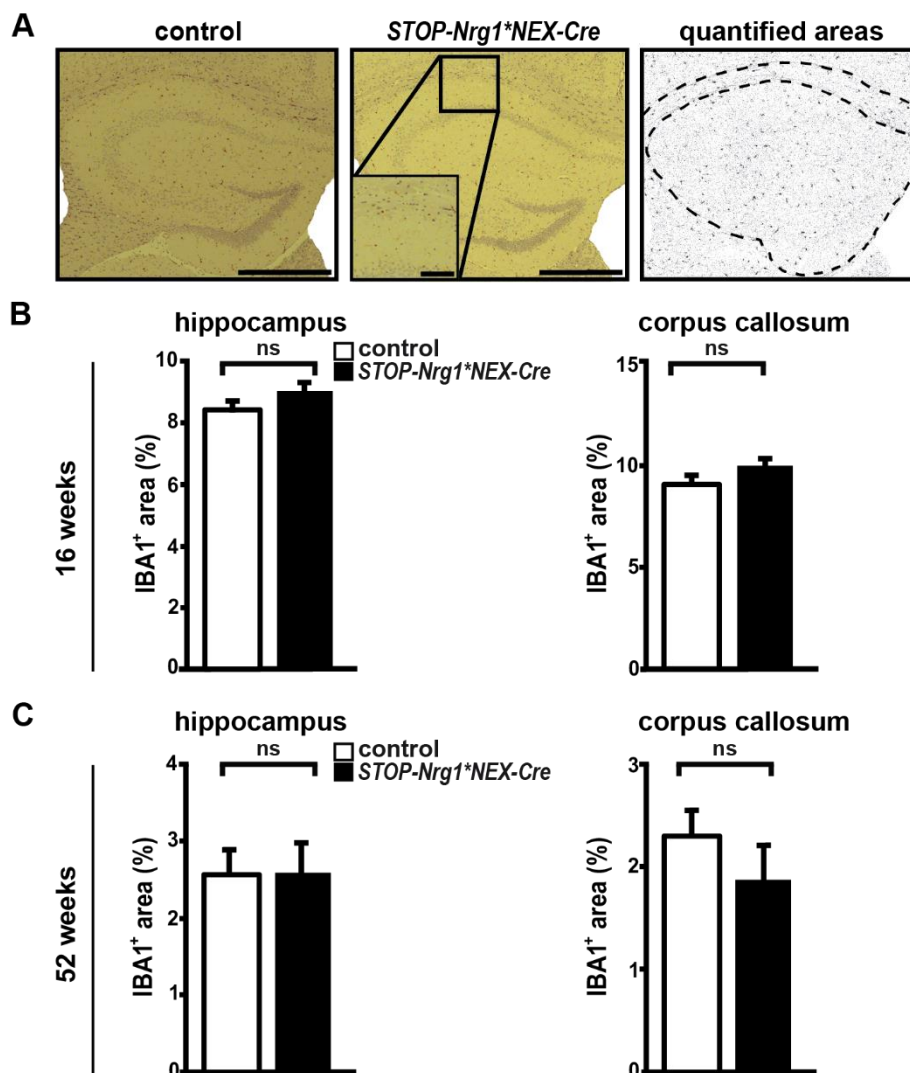 A
control
STOP-Nrg1*NEX-Cre
quantified areas
B
hippocampus
corpus callosum
control
STOP-Nrg1*NEX-Cre
ns
ns
16 weeks
IBA1⁺ area (%)
10
8
6
4
2
0
IBA1⁺ area (%)
15
10
5
0
C
hippocampus
corpus callosum
control
STOP-Nrg1*NEX-Cre
ns
ns
52 weeks
IBA1⁺ area (%)
4
3
2
1
0
IBA1⁺ area (%)
3
2
1
0